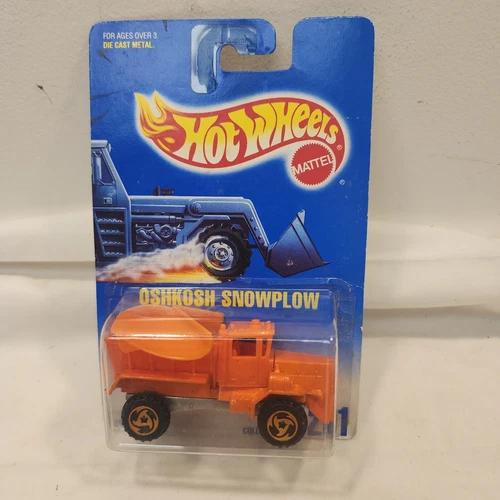 FOR AGES OVER 3
DIE CAST METAL.
HOT WHEELS®
MATTEL
®
OSHKOSH SNOWPLOW